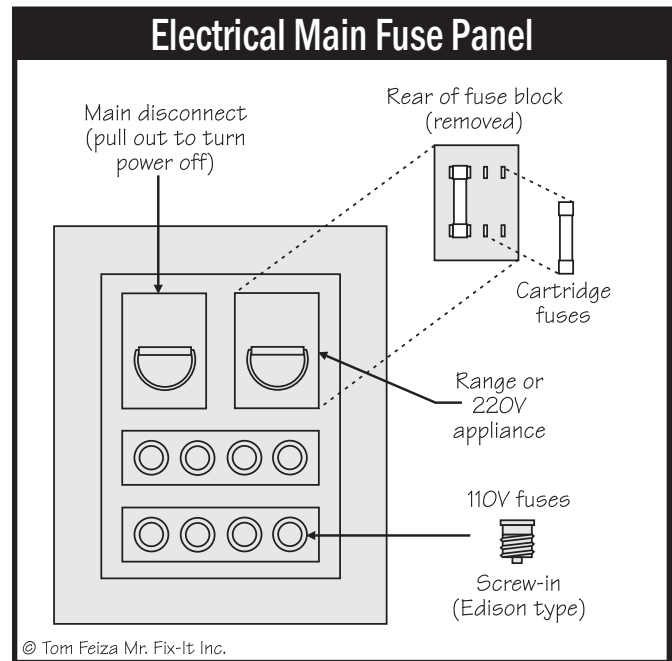 Electrical Main Fuse Panel
Main disconnect
(pull out to turn
power off)
Rear of fuse block
(removed)
Cartridge
fuses
Range or
220V
appliance
110V fuses
Screw-in
(Edison type)
© Tom Feiza Mr. Fix-It Inc.